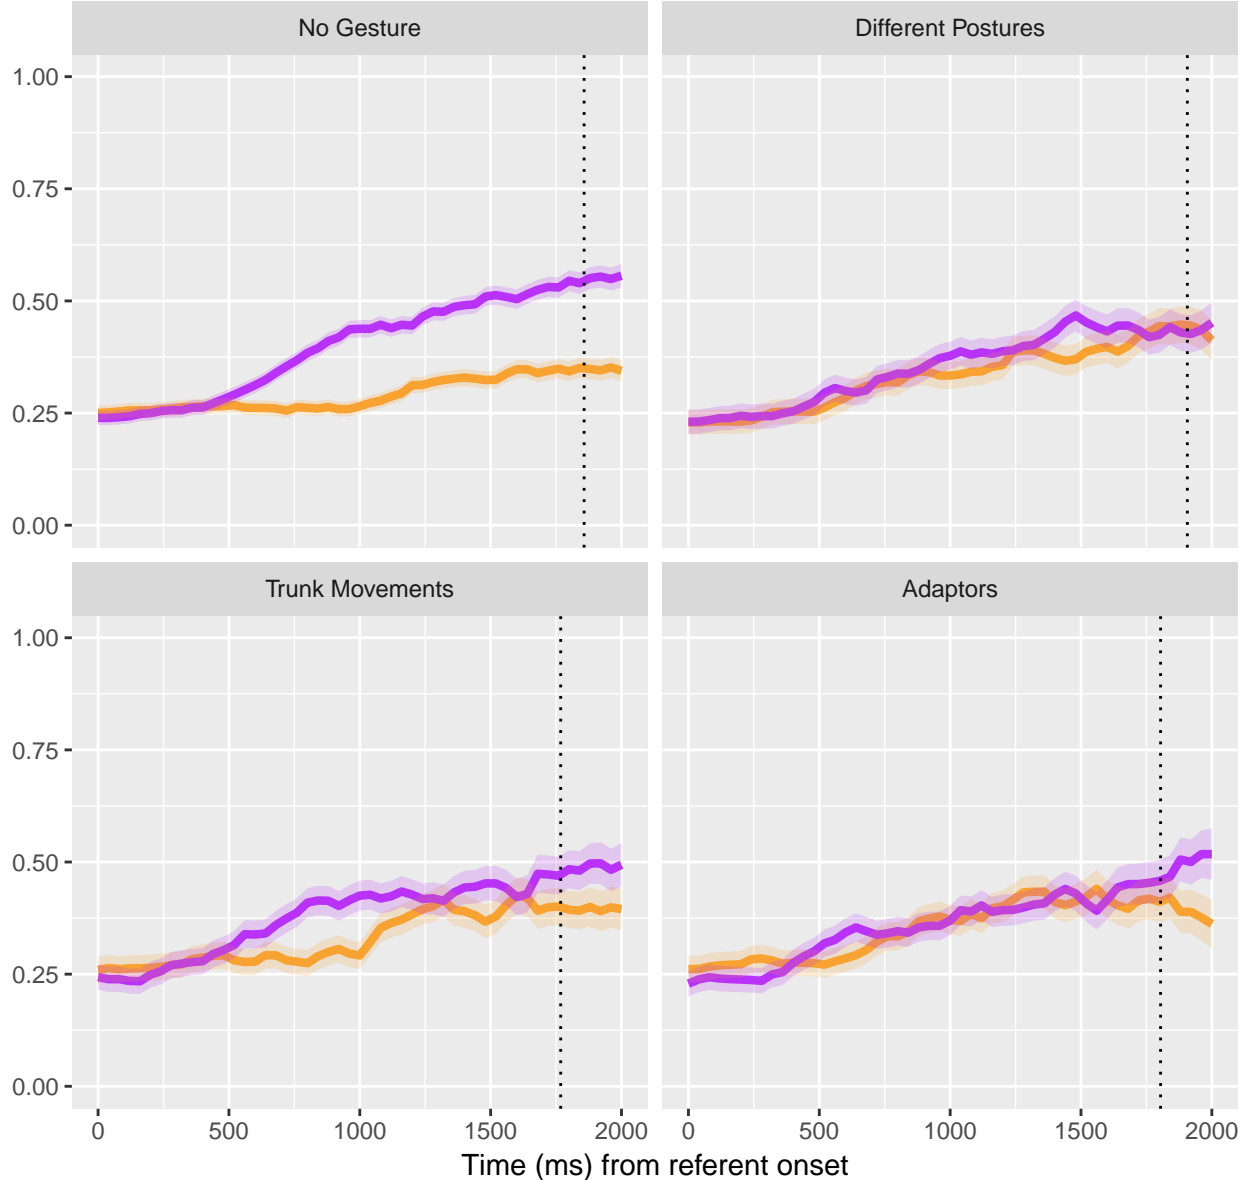 No Gesture
Different Postures
1.00
0.75
0.50
0.25
0.00
Trunk Movements
Adaptors
1.00
0.75
0.50
0.25
0.00
0 500 1000 1500 2000 0 500 1000 1500 2000
Time (ms) from referent onset